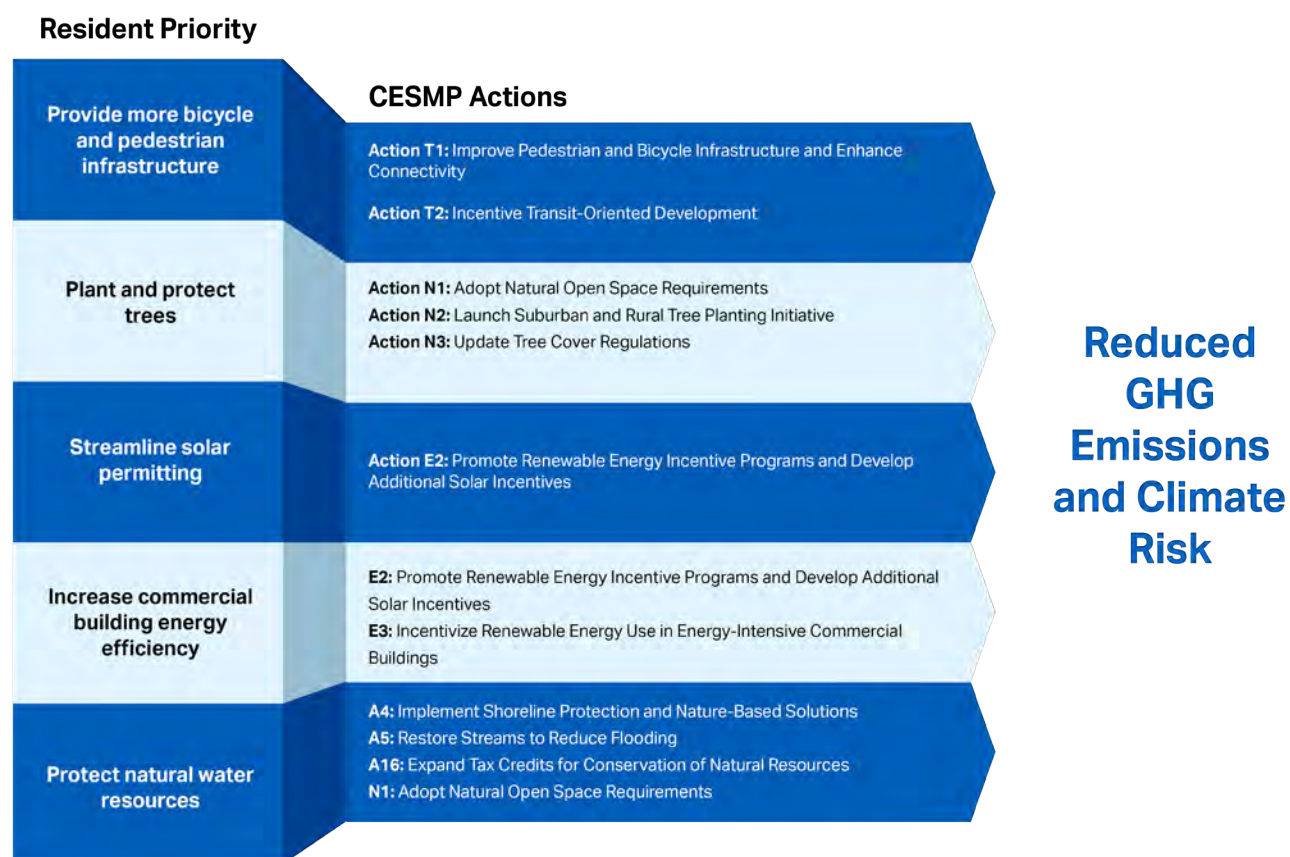 Resident Priority
Provide more bicycle
and pedestrian
infrastructure
CESMP Actions
Action T1: Improve Pedestrian and Bicycle Infrastructure and Enhance
Connectivity
Action T2: Incentive Transit-Oriented Development
Plant and protect
trees
Action N1: Adopt Natural Open Space Requirements
Action N2: Launch Suburban and Rural Tree Planting Initiative
Action N3: Update Tree Cover Regulations
Streamline solar
permitting
Action E2: Promote Renewable Energy Incentive Programs and Develop
Additional Solar Incentives
Increase commercial
building energy
efficiency
E2: Promote Renewable Energy Incentive Programs and Develop Additional
Solar Incentives
E3: Incentivize Renewable Energy Use in Energy-Intensive Commercial
Buildings
Protect natural water
resources
A4: Implement Shoreline Protection and Nature-Based Solutions
A5: Restore Streams to Reduce Flooding
A16: Expand Tax Credits for Conservation of Natural Resources
N1: Adopt Natural Open Space Requirements
Reduced
GHG
Emissions
and Climate
Risk